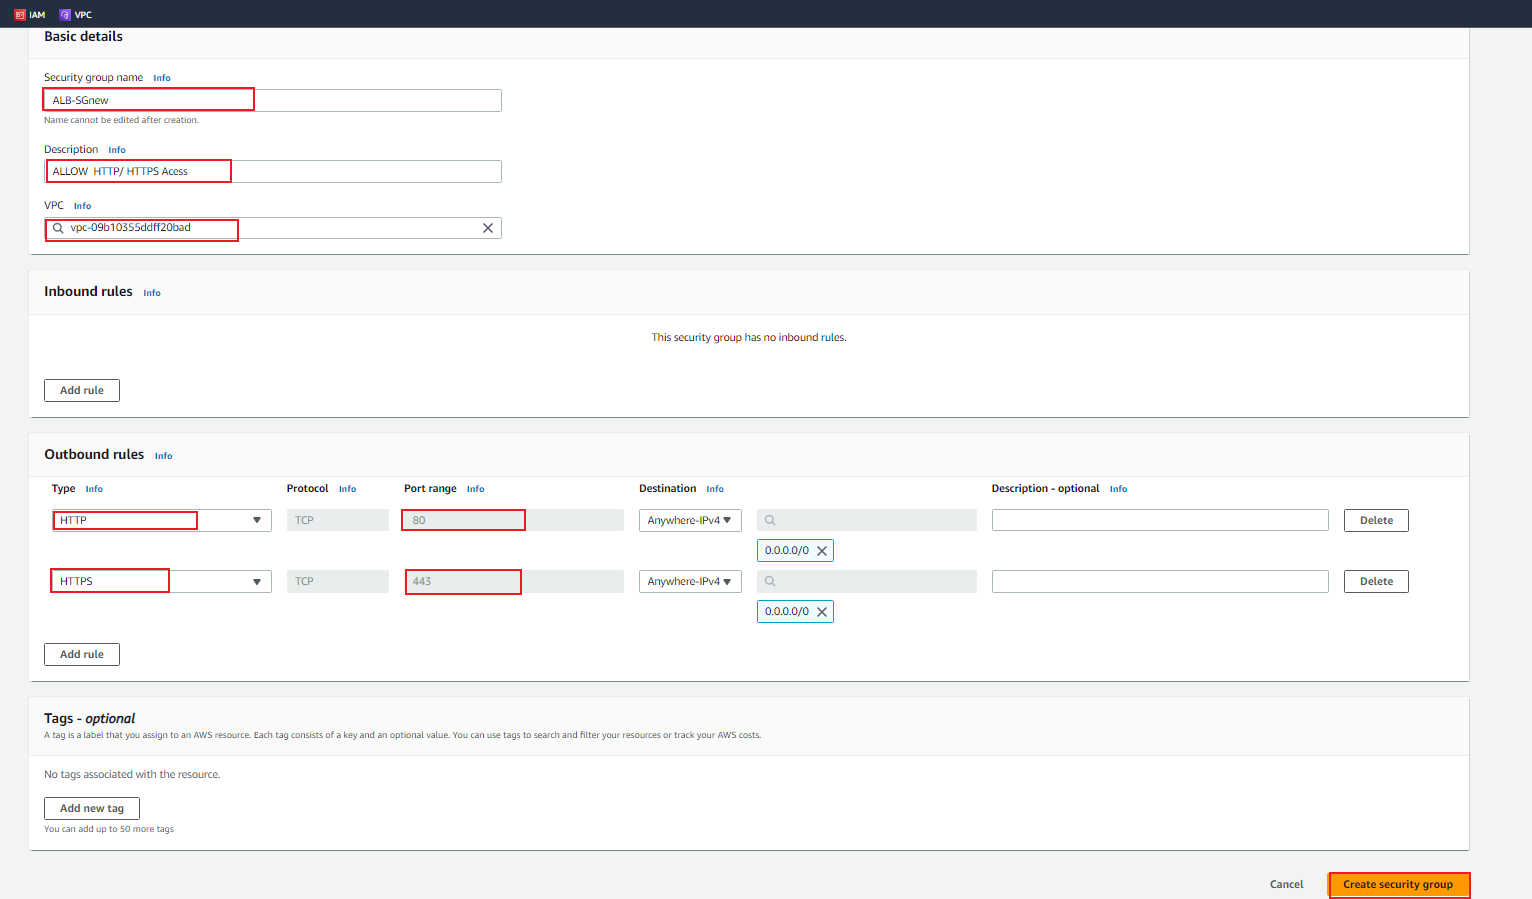 IAM VPC
Basic details
Security group name Info
ALB-SGnew
Name cannot be edited after creation.
Description Info
ALLOW HTTP/ HTTPS Acess
VPC Info
vpc-09b10355ddff20bad
Inbound rules Info
This security group has no inbound rules.
Add rule
Outbound rules Info
Type Info Protocol Info Port range Info Destination Info Description - optional Info
HTTP TCP 80 Anywhere-IPv4 Delete
0.0.0.0/0
HTTPS TCP 443 Anywhere-IPv4 Delete
0.0.0.0/0
Add rule
Tags - optional
A tag is a label that you assign to an AWS resource. Each tag consists of a key and an optional value. You can use tags to search and filter your resources or track your AWS costs.
No tags associated with the resource.
Add new tag
You can add up to 50 more tags
Cancel Create security group